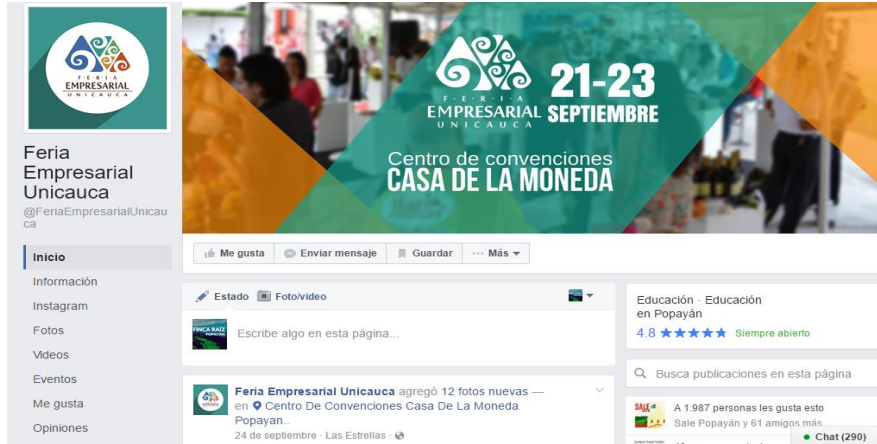 F·E·R·I·A
EMPRESARIAL
UNICAUCA
Feria
Empresarial
Unicauca
@FeriaEmpresarialUnicau
ca
Inicio
Información
Instagram
Fotos
Videos
Eventos
Me gusta
Opiniones
F·E·R·I·A
EMPRESARIAL
UNICAUCA
21-23
SEPTIEMBRE
Centro de convenciones
CASA DE LA MONEDA
Me gusta
Enviar mensaje
Guardar
··· Más
Estado
Foto/video
FINCA RAÍZ
POPAYÁN
Escribe algo en esta página...
Feria Empresarial Unicauca agregó 12 fotos nuevas —
en Centro De Convenciones Casa De La Moneda
Popayan..
24 de septiembre · Las Estrellas ·
Educación · Educación
en Popayán
4.8 ★★★★★ Siempre abierto
Busca publicaciones en esta página
SALE
A 1.987 personas les gusta esto
Sale Popayán y 61 amigos más
Chat (290)